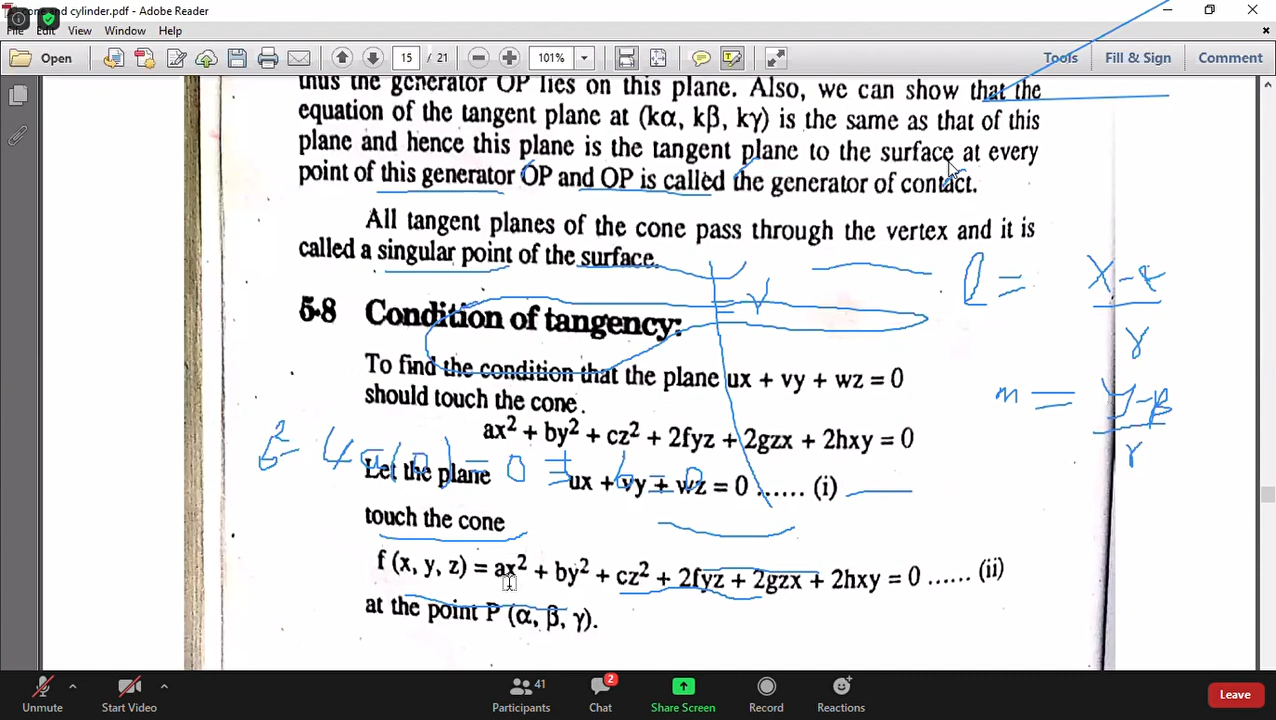 cone and cylinder.pdf - Adobe Reader
File Edit View Window Help
Open 15 / 21 101% Tools Fill & Sign Comment
thus the generator OP lies on this plane. Also, we can show that the
equation of the tangent plane at (kα, kβ, kγ) is the same as that of this
plane and hence this plane is the tangent plane to the surface at every
point of this generator OP and OP is called the generator of contact.
All tangent planes of the cone pass through the vertex and it is
called a singular point of the surface.
l = x-α
γ
5·8 Condition of tangency:
To find the condition that the plane ux + vy + wz = 0
m = y-β
γ
should touch the cone.
ax² + by² + cz² + 2fyz + 2gzx + 2hxy = 0
b² - 4a(0) = 0 ⇒ b = 0
Let the plane ux + vy + wz = 0 ...... (i)
touch the cone
f (x, y, z) = ax² + by² + cz² + 2fyz + 2gzx + 2hxy = 0 ...... (ii)
at the point P (α, β, γ).
Unmute Start Video 41 Participants 2 Chat Share Screen Record Reactions Leave